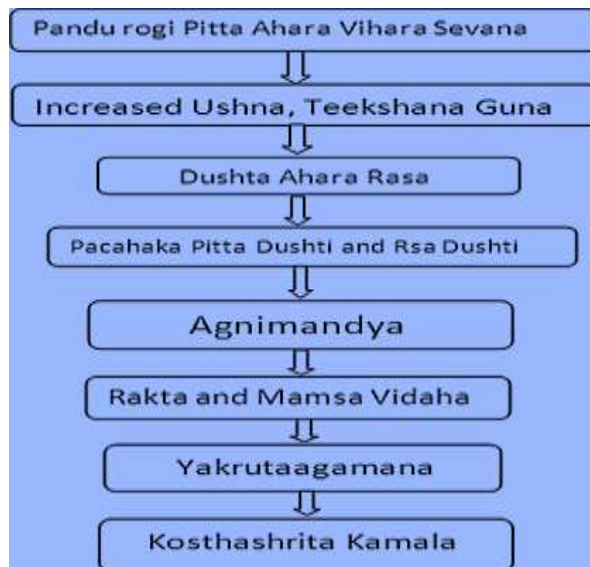 Pandu rogi Pitta Ahara Vihara Sevana
Increased Ushna, Teekshana Guna
Dushta Ahara Rasa
Pacahaka Pitta Dushti and Rsa Dushti
Agnimandya
Rakta and Mamsa Vidaha
Yakrutaagamana
Kosthashrita Kamala